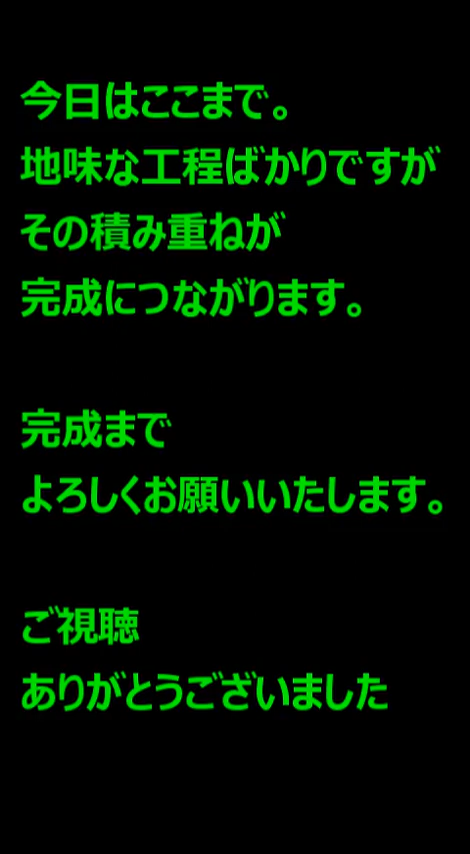 今日はここまで。
地味な工程ばかりですが
その積み重ねが
完成につながります。
完成まで
よろしくお願いいたします。
ご視聴
ありがとうございました